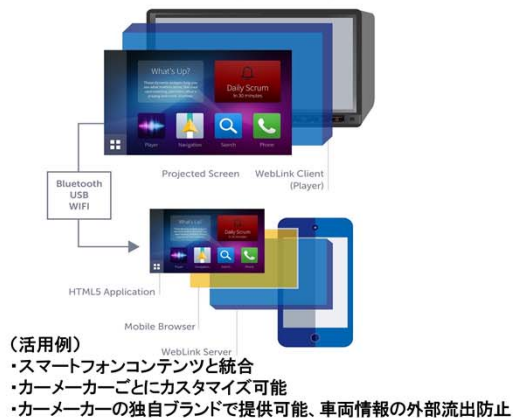 What's Up?
Daily Scrum
in 30 minutes
Player
Navigation
Search
Phone
Projected Screen
WebLink Client
(Player)
Bluetooth
USB
WIFI
What's Up?
Daily Scrum
HTML5 Application
Mobile Browser
WebLink Server
(活用例)
・スマートフォンコンテンツと統合
・カーメーカーごとにカスタマイズ可能
・カーメーカーの独自ブランドで提供可能、車両情報の外部流出防止